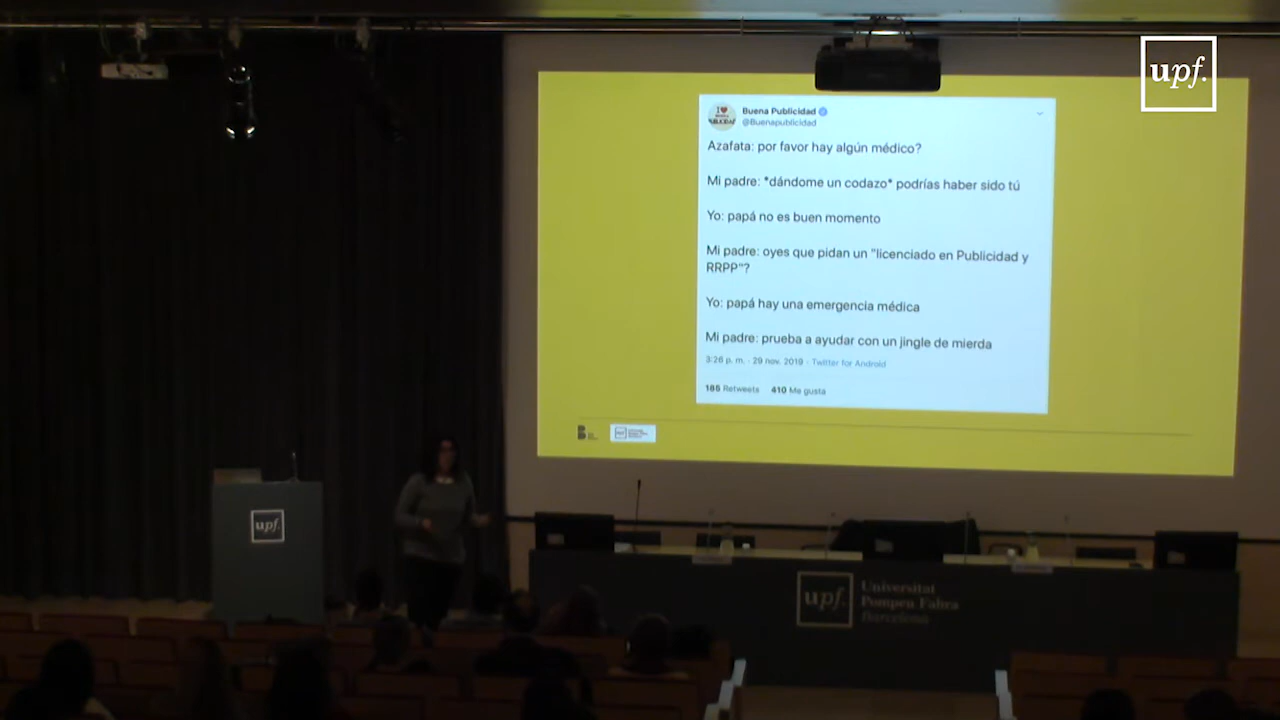 upf.
Buena Publicidad
@Buenapublicidad
Azafata: por favor hay algún médico?
Mi padre: *dándome un codazo* podrías haber sido tú
Yo: papá no es buen momento
Mi padre: oyes que pidan un "licenciado en Publicidad y
RRPP"?
Yo: papá hay una emergencia médica
Mi padre: prueba a ayudar con un jingle de mierda
3:26 p. m. · 29 nov. 2019 · Twitter for Android
185 Retweets 410 Me gusta
upf.
upf.
Universitat
Pompeu Fabra
Barcelona